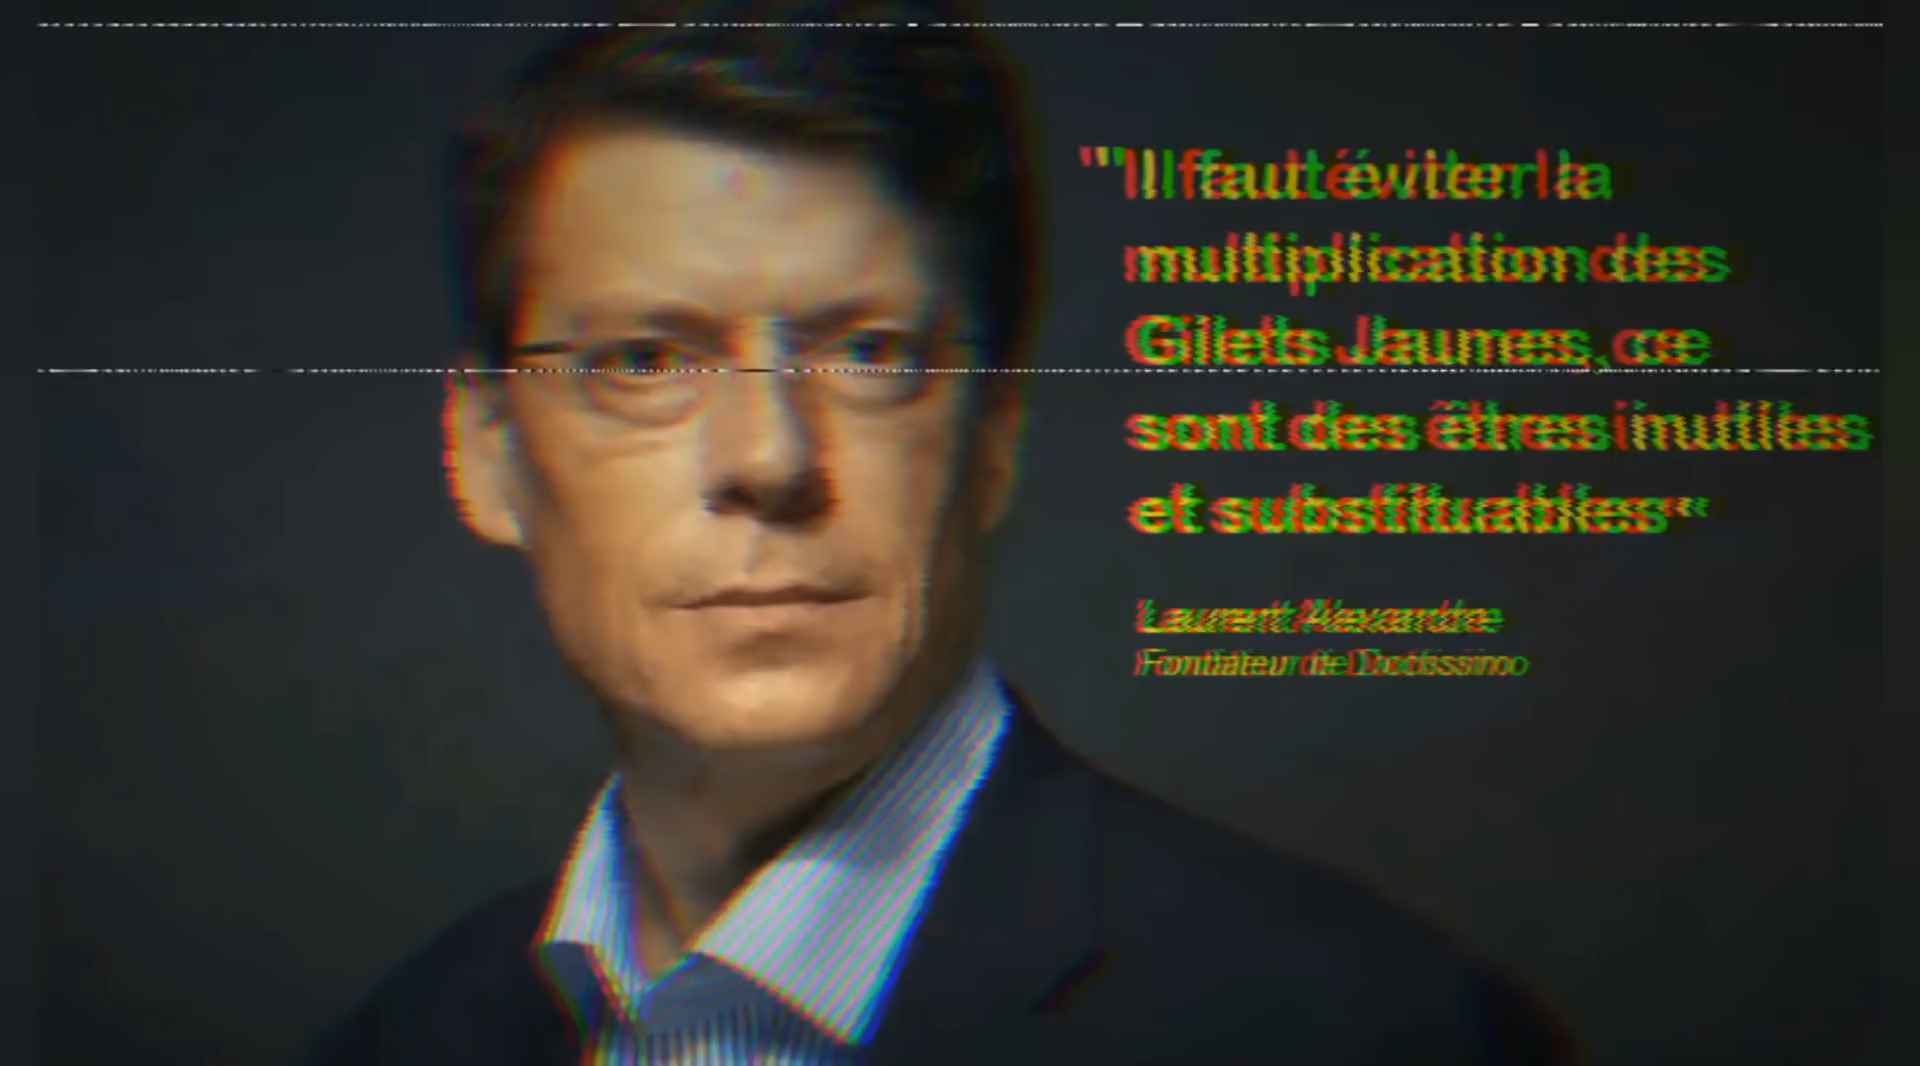 "Il faut éviter la
multiplication des
Gilets Jaunes, ce
sont des êtres inutiles
et substituables"
Laurent Alexandre
Fondateur de Doctissimo